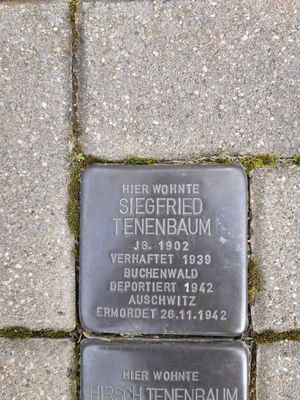 HIER WOHNTE
SIEGFRIED
TENENBAUM
JG. 1902
VERHAFTET 1939
BUCHENWALD
DEPORTIERT 1942
AUSCHWITZ
ERMORDET 26.11.1942
HIER WOHNTE
HIRSCH TENENBAUM